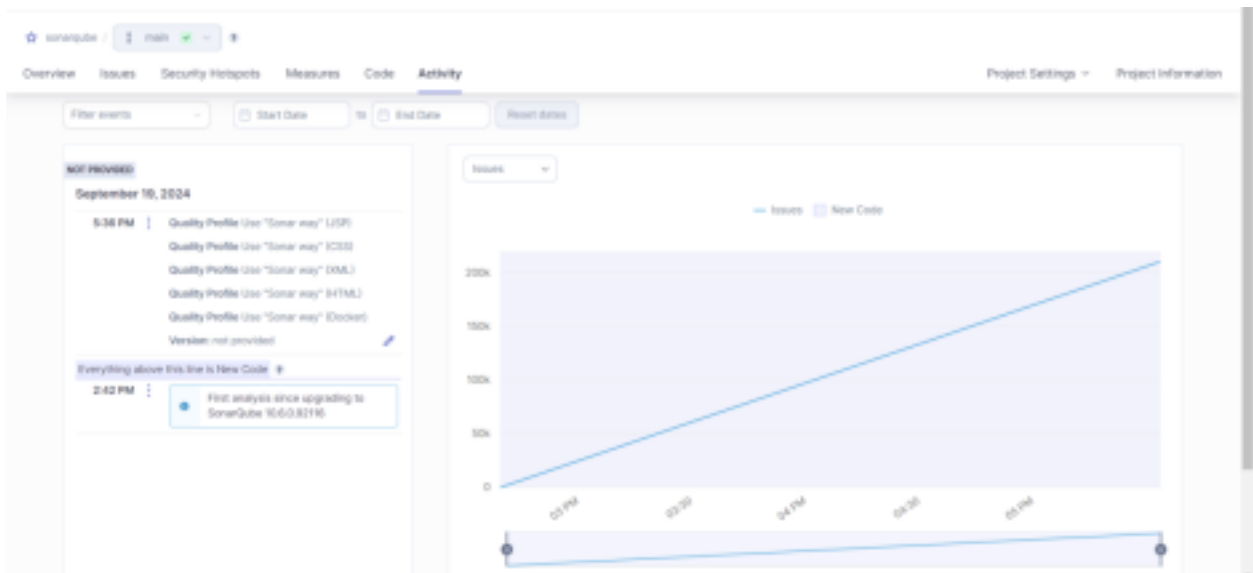 sonarqube / main
Overview Issues Security Hotspots Measures Code Activity Project Settings Project Information
Filter events Start Date to End Date Reset dates
NOT PROVIDED
September 19, 2024
5:36 PM Quality Profile Use "Sonar way" (JSP)
Quality Profile Use "Sonar way" (CSS)
Quality Profile Use "Sonar way" (XML)
Quality Profile Use "Sonar way" (HTML)
Quality Profile Use "Sonar way" (Docker)
Version: not provided
Everything above this line is New Code
2:42 PM First analysis since upgrading to
SonarQube 10.6.0.92116
Issues
Issues New Code
200k
150k
100k
50k
0
03 PM 03:30 04 PM 04:30 05 PM